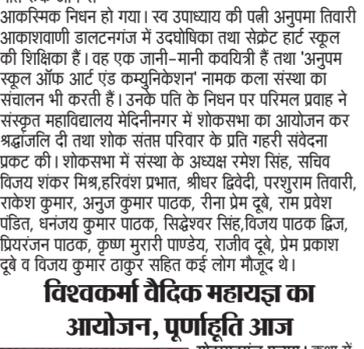 आकस्मिक निधन हो गया। स्व उपाध्याय की पत्नी अनुपमा तिवारी
आकाशवाणी डालटनगंज में उदघोषिका तथा सेक्रेट हार्ट स्कूल
की शिक्षिका हैं। वह एक जानी-मानी कवयित्री हैं तथा 'अनुपम
स्कूल ऑफ आर्ट एंड कम्युनिकेशन' नामक कला संस्था का
संचालन भी करती हैं। उनके पति के निधन पर परिमल प्रवाह ने
संस्कृत महाविद्यालय मेदिनीनगर में शोकसभा का आयोजन कर
श्रद्धांजलि दी तथा शोक संतप्त परिवार के प्रति गहरी संवेदना
प्रकट की। शोकसभा में संस्था के अध्यक्ष रमेश सिंह, सचिव
विजय शंकर मिश्र,हरिवंश प्रभात, श्रीधर द्विवेदी, परशुराम तिवारी,
राकेश कुमार, अनुज कुमार पाठक, रीना प्रेम दूबे, राम प्रवेश
पंडित, धनंजय कुमार पाठक, सिद्धेश्वर सिंह,विजय पाठक द्विज,
प्रियरंजन पाठक, कृष्ण मुरारी पाण्डेय, राजीव दूबे, प्रेम प्रकाश
दूबे व विजय कुमार ठाकुर सहित कई लोग मौजूद थे।
विश्वकर्मा वैदिक महायज्ञ का
आयोजन, पूर्णाहूति आज